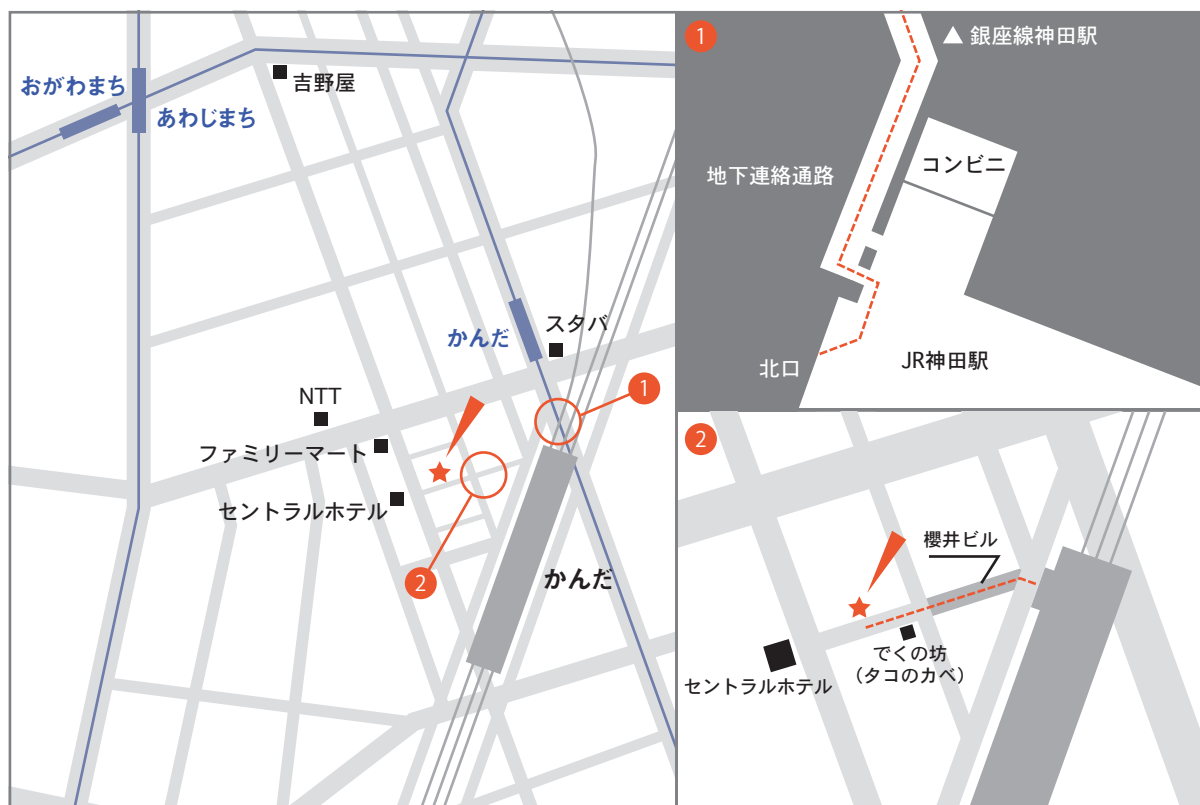 おがわまち
あわじまち
吉野屋
かんだ
スタバ
NTT
ファミリーマート
セントラルホテル
1
2
かんだ
1
▲ 銀座線神田駅
地下連絡通路
コンビニ
北口
JR神田駅
2
櫻井ビル
でくの坊
（タコのカベ）
セントラルホテル